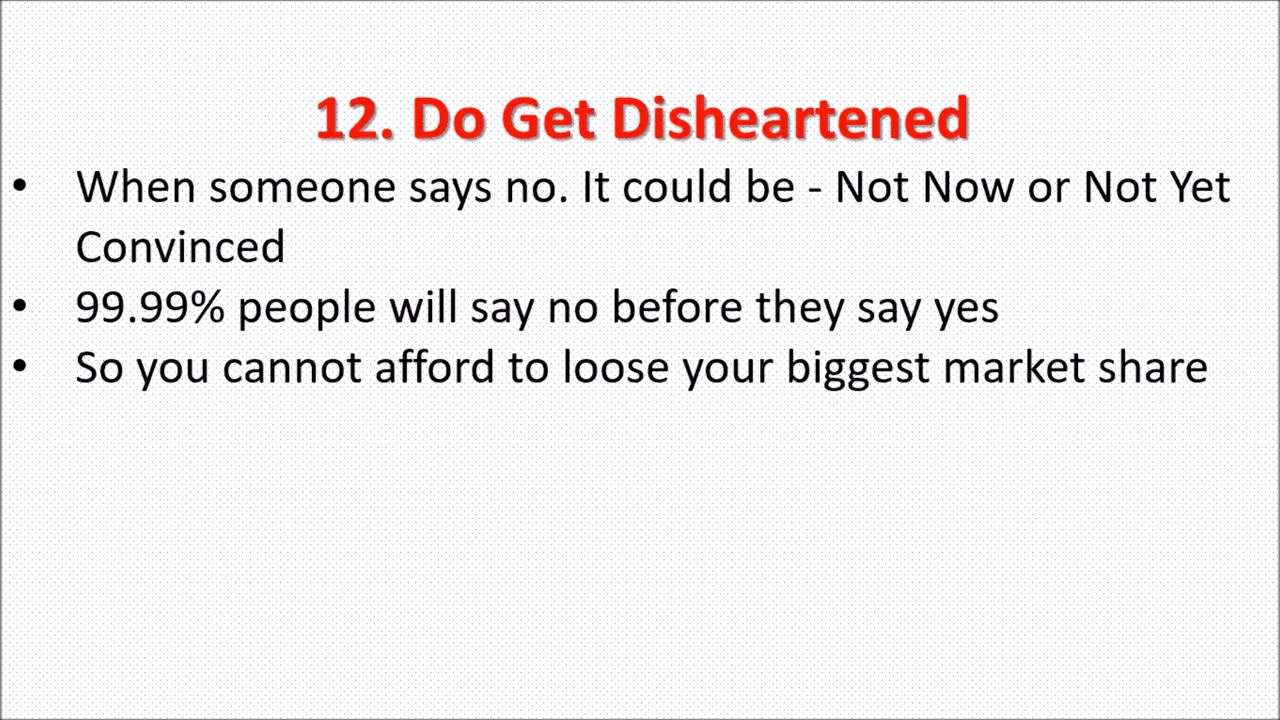 12. Do Get Disheartened
• When someone says no. It could be - Not Now or Not Yet
Convinced
• 99.99% people will say no before they say yes
• So you cannot afford to loose your biggest market share